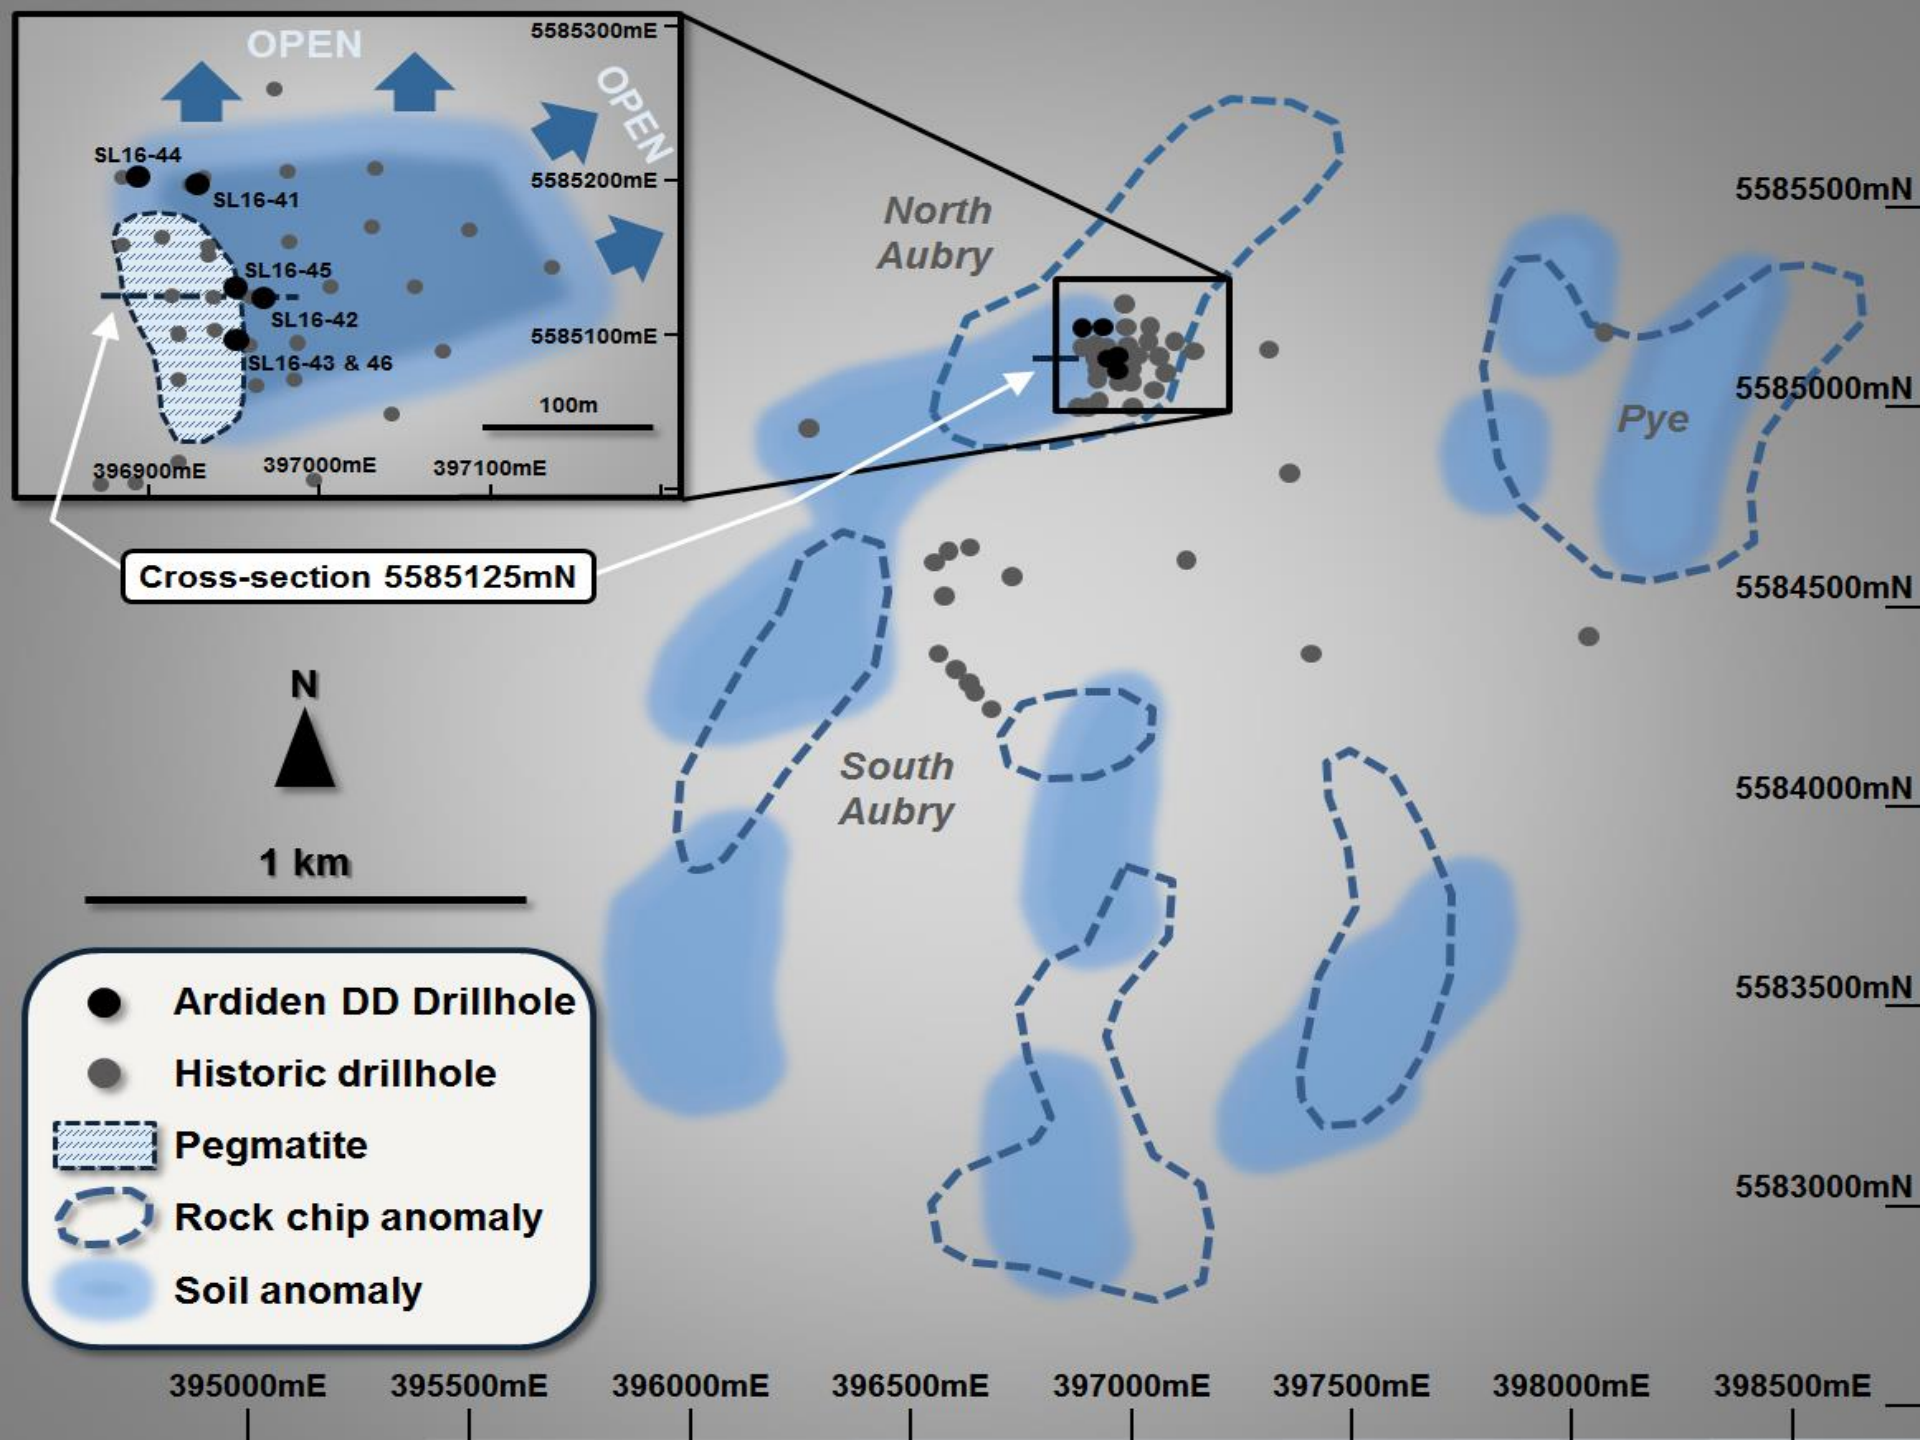 OPEN
OPEN
5585300mE
5585200mE
5585100mE
SL16-44
SL16-41
SL16-45
SL16-42
SL16-43 & 46
100m
396900mE
397000mE
397100mE
Cross-section 5585125mN
North
Aubry
South
Aubry
Pye
5585500mN
5585000mN
5584500mN
5584000mN
5583500mN
5583000mN
N
1 km
Ardiden DD Drillhole
Historic drillhole
Pegmatite
Rock chip anomaly
Soil anomaly
395000mE
395500mE
396000mE
396500mE
397000mE
397500mE
398000mE
398500mE